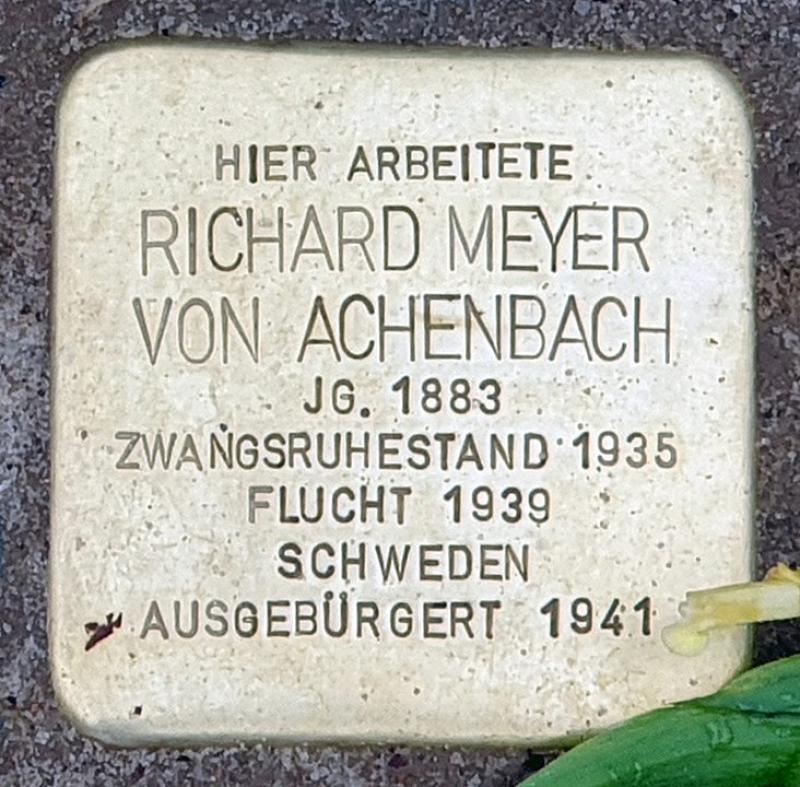 HIER ARBEITETE
RICHARD MEYER
VON ACHENBACH
JG. 1883
ZWANGSRUHESTAND 1935
FLUCHT 1939
SCHWEDEN
AUSGEBÜRGERT 1941